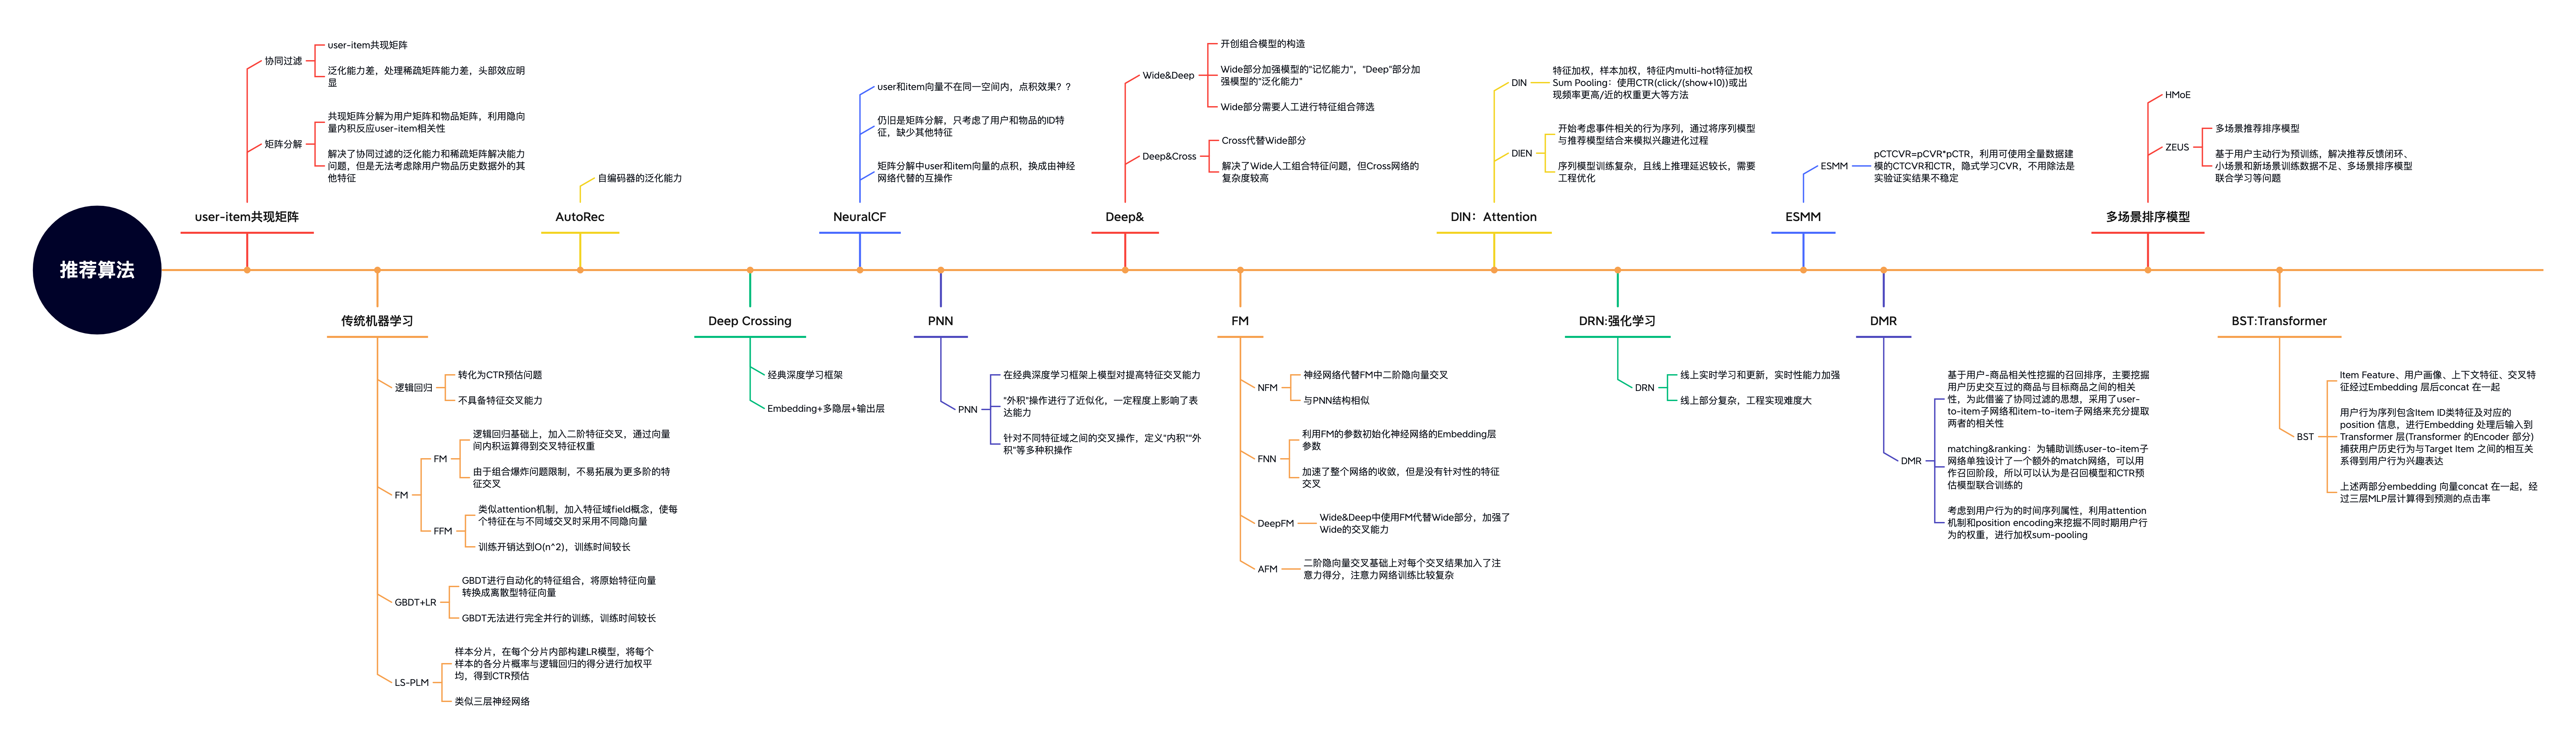 推荐算法
user-item共现矩阵
协同过滤
user-item共现矩阵
泛化能力差，处理稀疏矩阵能力差，头部效应明
显
矩阵分解
共现矩阵分解为用户矩阵和物品矩阵，利用隐向
量内积反应user-item相关性
解决了协同过滤的泛化能力和稀疏矩阵解决能力
问题，但是无法考虑除用户物品历史数据外的其
他特征
传统机器学习
逻辑回归
转化为CTR预估问题
不具备特征交叉能力
FM
FM
逻辑回归基础上，加入二阶特征交叉，通过向量
间内积运算得到交叉特征权重
由于组合爆炸问题限制，不易拓展为更多阶的特
征交叉
FFM
类似attention机制，加入特征域field概念，使每
个特征在与不同域交叉时采用不同隐向量
训练开销达到O(n^2)，训练时间较长
GBDT+LR
GBDT进行自动化的特征组合，将原始特征向量
转换成离散型特征向量
GBDT无法进行完全并行的训练，训练时间较长
LS-PLM
样本分片，在每个分片内部构建LR模型，将每个
样本的各分片概率与逻辑回归的得分进行加权平
均，得到CTR预估
类似三层神经网络
AutoRec
自编码器的泛化能力
Deep Crossing
经典深度学习框架
Embedding+多隐层+输出层
NeuralCF
user和item向量不在同一空间内，点积效果？？
仍旧是矩阵分解，只考虑了用户和物品的ID特
征，缺少其他特征
矩阵分解中user和item向量的点积，换成由神经
网络代替的互操作
PNN
PNN
在经典深度学习框架上模型对提高特征交叉能力
“外积”操作进行了近似化，一定程度上影响了表
达能力
针对不同特征域之间的交叉操作，定义“内积”“外
积”等多种积操作
Deep&
Wide&Deep
开创组合模型的构造
Wide部分加强模型的“记忆能力”，“Deep”部分加
强模型的“泛化能力”
Wide部分需要人工进行特征组合筛选
Deep&Cross
Cross代替Wide部分
解决了Wide人工组合特征问题，但Cross网络的
复杂度较高
FM
NFM
神经网络代替FM中二阶隐向量交叉
与PNN结构相似
FNN
利用FM的参数初始化神经网络的Embedding层
参数
加速了整个网络的收敛，但是没有针对性的特征
交叉
DeepFM
Wide&Deep中使用FM代替Wide部分，加强了
Wide的交叉能力
AFM
二阶隐向量交叉基础上对每个交叉结果加入了注
意力得分，注意力网络训练比较复杂
DIN：Attention
DIN
特征加权，样本加权，特征内multi-hot特征加权
Sum Pooling：使用CTR(click/(show+10))或出
现频率更高/近的权重更大等方法
DIEN
开始考虑事件相关的行为序列，通过将序列模型
与推荐模型结合来模拟兴趣进化过程
序列模型训练复杂，且线上推理延迟较长，需要
工程优化
DRN:强化学习
DRN
线上实时学习和更新，实时性能力加强
线上部分复杂，工程实现难度大
ESMM
ESMM
pCTCVR=pCVR*pCTR，利用可使用全量数据建
模的CTCVR和CTR，隐式学习CVR，不用除法是
实验证实结果不稳定
DMR
DMR
基于用户-商品相关性挖掘的召回排序，主要挖掘
用户历史交互过的商品与目标商品之间的相关
性，为此借鉴了协同过滤的思想，采用了user-
to-item子网络和item-to-item子网络来充分提取
两者的相关性
matching&ranking：为辅助训练user-to-item子
网络单独设计了一个额外的match网络，可以用
作召回阶段，所以可以认为是召回模型和CTR预
估模型联合训练的
考虑到用户行为的时间序列属性，利用attention
机制和position encoding来挖掘不同时期用户行
为的权重，进行加权sum-pooling
多场景排序模型
HMoE
ZEUS
多场景推荐排序模型
基于用户主动行为预训练，解决推荐反馈闭环、
小场景和新场景训练数据不足、多场景排序模型
联合学习等问题
BST:Transformer
BST
Item Feature、用户画像、上下文特征、交叉特
征经过Embedding 层后concat 在一起
用户行为序列包含Item ID类特征及对应的
position 信息，进行Embedding 处理后输入到
Transformer 层(Transformer 的Encoder 部分)
捕获用户历史行为与Target Item 之间的相互关
系得到用户行为兴趣表达
上述两部分embedding 向量concat 在一起，经
过三层MLP层计算得到预测的点击率